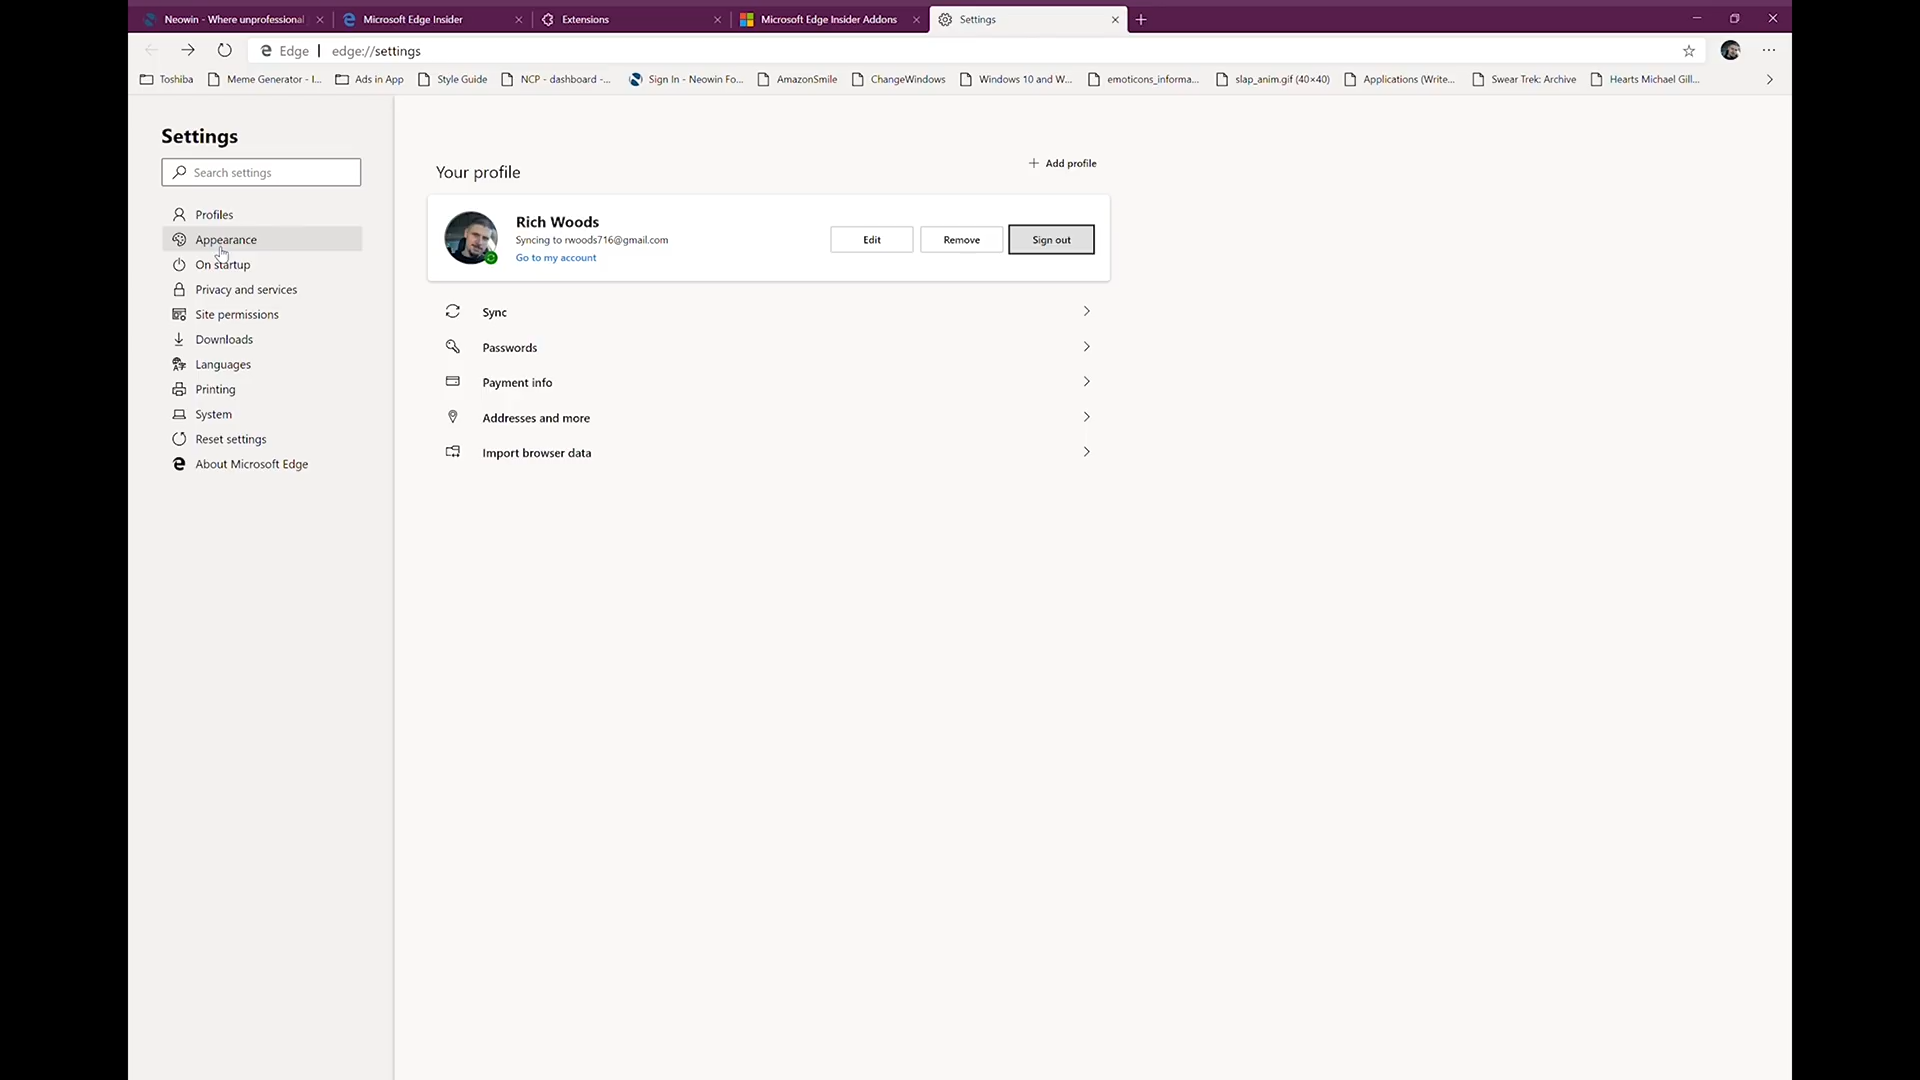 Neowin - Where unprofessional
Microsoft Edge Insider
Extensions
Microsoft Edge Insider Addons
Settings
Edge | edge://settings
Toshiba
Meme Generator - I...
Ads in App
Style Guide
NCP - dashboard -...
Sign In - Neowin Fo...
AmazonSmile
ChangeWindows
Windows 10 and W...
emoticons_informa...
slap_anim.gif (40×40)
Applications (Write...
Swear Trek: Archive
Hearts Michael Gill...
Settings
Search settings
Profiles
Appearance
On startup
Privacy and services
Site permissions
Downloads
Languages
Printing
System
Reset settings
About Microsoft Edge
Your profile
Add profile
Rich Woods
Syncing to rwoods716@gmail.com
Go to my account
Edit
Remove
Sign out
Sync
Passwords
Payment info
Addresses and more
Import browser data